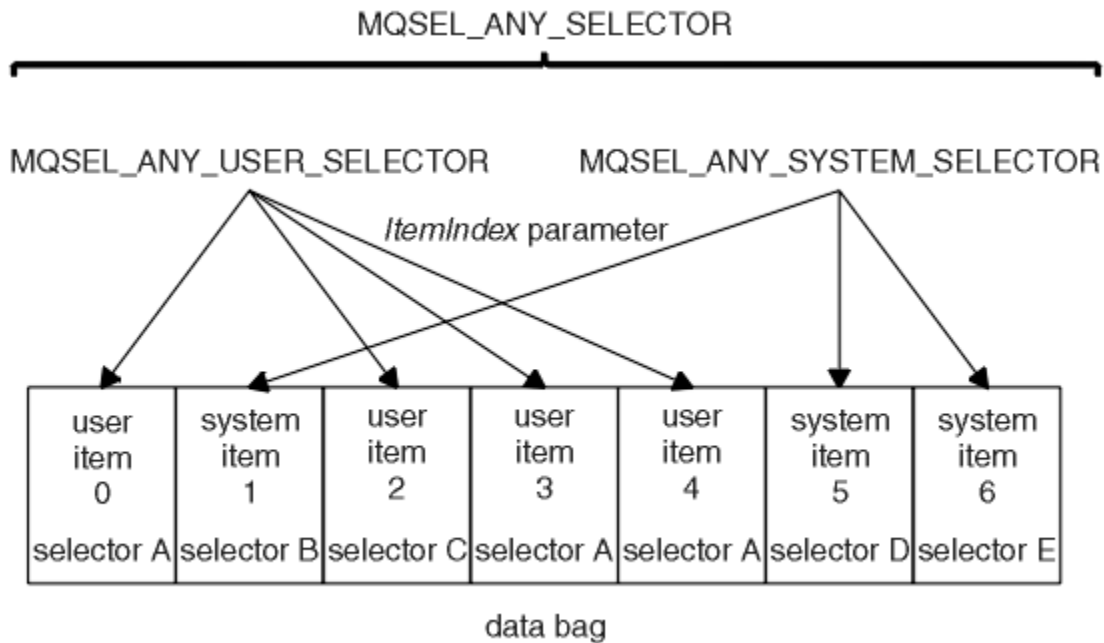 MQSEL_ANY_SELECTOR
MQSEL_ANY_USER_SELECTOR
MQSEL_ANY_SYSTEM_SELECTOR
ItemIndex parameter
user item 0 selector A
system item 1 selector B
user item 2 selector C
user item 3 selector A
user item 4 selector A
system item 5 selector D
system item 6 selector E
data bag